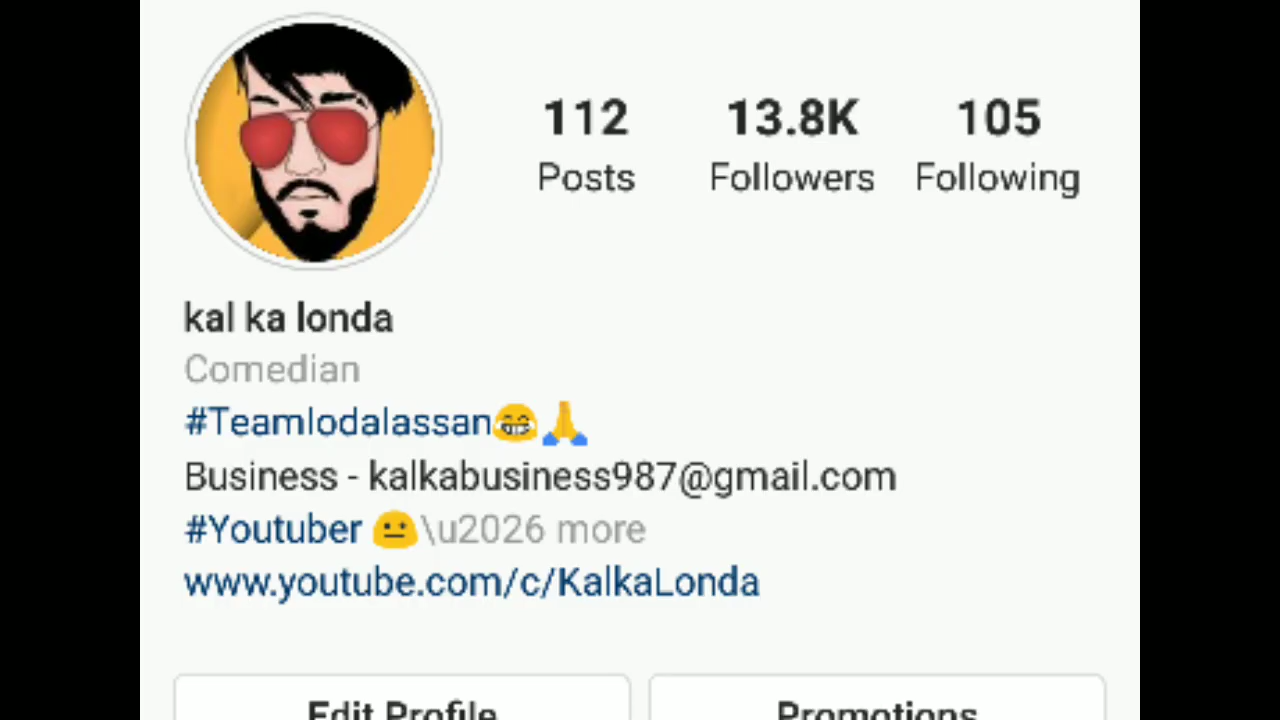 112 13.8K 105
Posts Followers Following
kal ka londa
Comedian
#Teamlodalassan😂🙏
Business - kalkabusiness987@gmail.com
#Youtuber 😐\u2026 more
www.youtube.com/c/KalkaLonda
Edit Profile Promotions